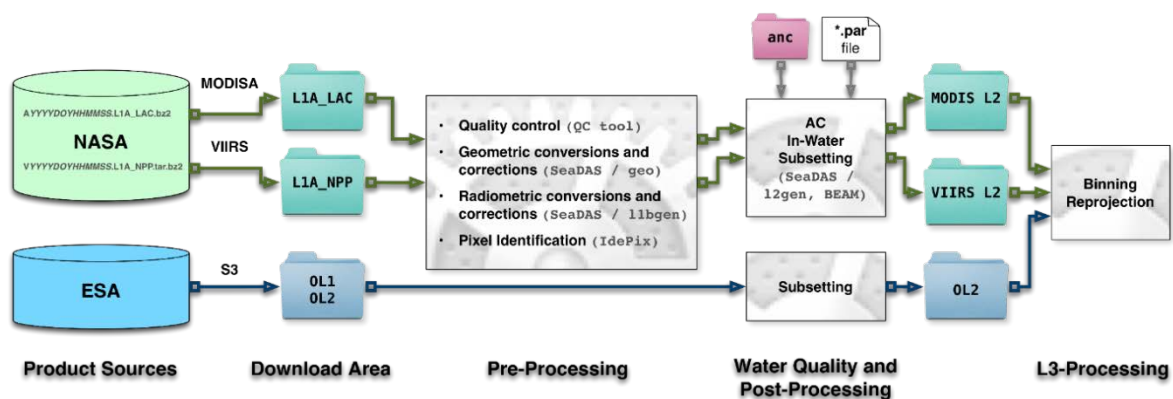 MODISA
AYYYYDOYHHMMSS.L1A_LAC.bz2
NASA
VIIRS
VYYYYDOYHHMMSS.L1A_NPP.tar.bz2
L1A_LAC
L1A_NPP
• Quality control (QC tool)
• Geometric conversions and
corrections (SeaDAS / geo)
• Radiometric conversions and
corrections (SeaDAS / l1bgen)
• Pixel Identification (IdePix)
anc
*.par
file
AC
In-Water
Subsetting
(SeaDAS /
l2gen, BEAM)
MODIS L2
VIIRS L2
Binning
Reprojection
ESA
S3
OL1
OL2
Subsetting
OL2
Product Sources
Download Area
Pre-Processing
Water Quality and
Post-Processing
L3-Processing